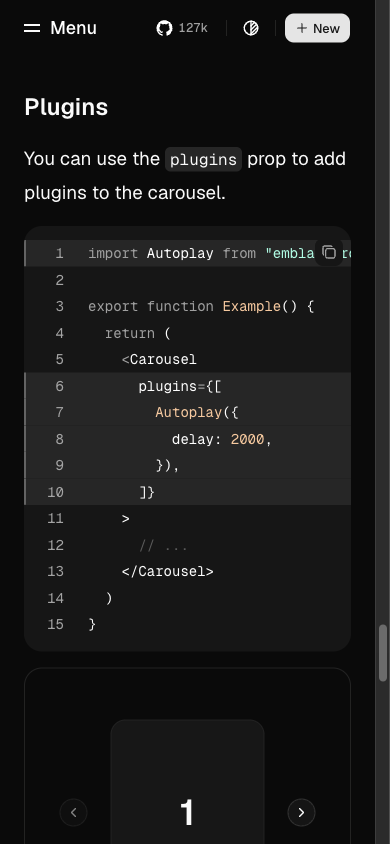 Menu 127k + New
Plugins
You can use the plugins prop to add
plugins to the carousel.
1 import Autoplay from "embla
2
3 export function Example() {
4 return (
5 <Carousel
6 plugins={[
7 Autoplay({
8 delay: 2000,
9 }),
10 ]}
11 >
12 // ...
13 </Carousel>
14 )
15 }
1